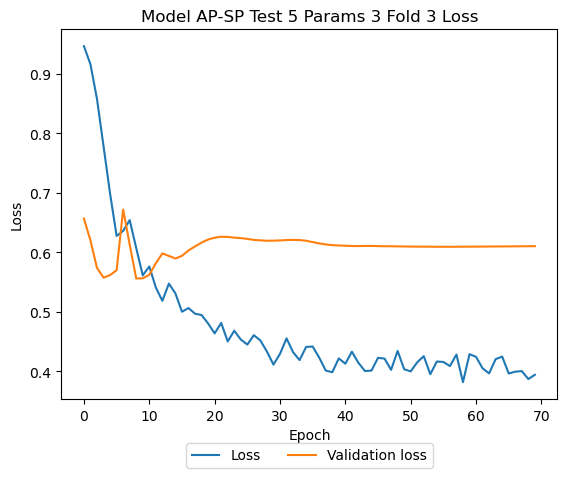 Model AP-SP Test 5 Params 3 Fold 3 Loss
Loss
0.9
0.8
0.7
0.6
0.5
0.4
0 10 20 30 40 50 60 70
Epoch
Loss Validation loss